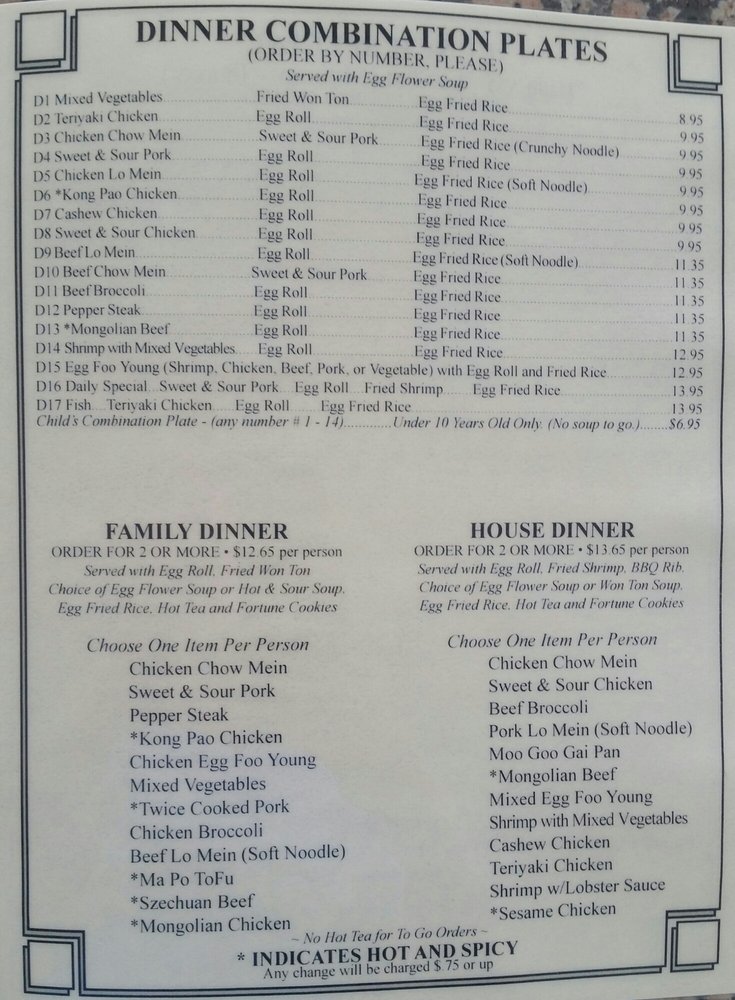 DINNER COMBINATION PLATES
(ORDER BY NUMBER, PLEASE)
Served with Egg Flower Soup
D1 Mixed Vegetables Fried Won Ton Egg Fried Rice 8.95
D2 Teriyaki Chicken Egg Roll Egg Fried Rice 9.95
D3 Chicken Chow Mein Sweet & Sour Pork Egg Fried Rice (Crunchy Noodle) 9.95
D4 Sweet & Sour Pork Egg Roll Egg Fried Rice 9.95
D5 Chicken Lo Mein Egg Roll Egg Fried Rice (Soft Noodle) 9.95
D6 *Kong Pao Chicken Egg Roll Egg Fried Rice 9.95
D7 Cashew Chicken Egg Roll Egg Fried Rice 9.95
D8 Sweet & Sour Chicken Egg Roll Egg Fried Rice 9.95
D9 Beef Lo Mein Egg Roll Egg Fried Rice (Soft Noodle) 11.35
D10 Beef Chow Mein Sweet & Sour Pork Egg Fried Rice 11.35
D11 Beef Broccoli Egg Roll Egg Fried Rice 11.35
D12 Pepper Steak Egg Roll Egg Fried Rice 11.35
D13 *Mongolian Beef Egg Roll Egg Fried Rice 11.35
D14 Shrimp with Mixed Vegetables Egg Roll Egg Fried Rice 12.95
D15 Egg Foo Young (Shrimp, Chicken, Beef, Pork, or Vegetable) with Egg Roll and Fried Rice 12.95
D16 Daily Special Sweet & Sour Pork Egg Roll Fried Shrimp Egg Fried Rice 13.95
D17 Fish Teriyaki Chicken Egg Roll Egg Fried Rice 13.95
Child's Combination Plate - (any number # 1 - 14)............Under 10 Years Old Only. (No soup to go.).......$6.95
FAMILY DINNER
ORDER FOR 2 OR MORE • $12.65 per person
Served with Egg Roll, Fried Won Ton
Choice of Egg Flower Soup or Hot & Sour Soup,
Egg Fried Rice, Hot Tea and Fortune Cookies
Choose One Item Per Person
Chicken Chow Mein
Sweet & Sour Pork
Pepper Steak
*Kong Pao Chicken
Chicken Egg Foo Young
Mixed Vegetables
*Twice Cooked Pork
Chicken Broccoli
Beef Lo Mein (Soft Noodle)
*Ma Po ToFu
*Szechuan Beef
*Mongolian Chicken
HOUSE DINNER
ORDER FOR 2 OR MORE • $13.65 per person
Served with Egg Roll, Fried Shrimp, BBQ Rib,
Choice of Egg Flower Soup or Won Ton Soup,
Egg Fried Rice, Hot Tea and Fortune Cookies
Choose One Item Per Person
Chicken Chow Mein
Sweet & Sour Chicken
Beef Broccoli
Pork Lo Mein (Soft Noodle)
Moo Goo Gai Pan
*Mongolian Beef
Mixed Egg Foo Young
Shrimp with Mixed Vegetables
Cashew Chicken
Teriyaki Chicken
Shrimp w/Lobster Sauce
*Sesame Chicken
~ No Hot Tea for To Go Orders ~
* INDICATES HOT AND SPICY
Any change will be charged $.75 or up